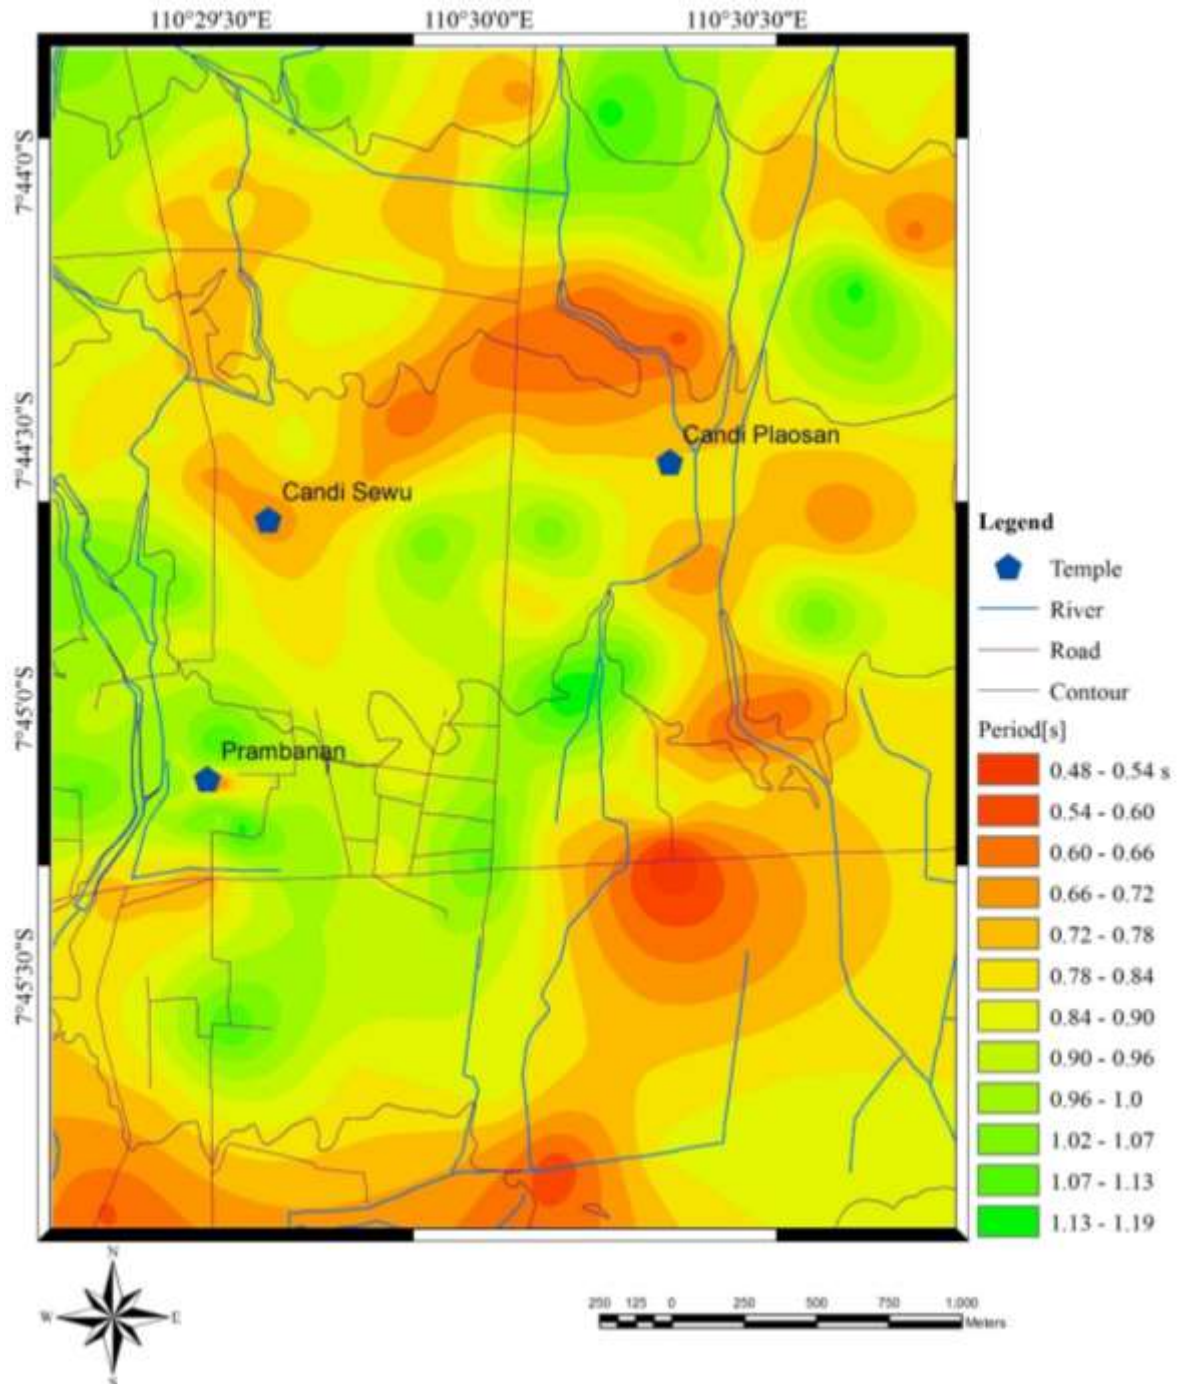 110°29'30"E 110°30'0"E 110°30'30"E
7°44'0"S
7°44'30"S
Candi Plaosan
Candi Sewu
Legend
Temple
River
Road
Contour
7°45'0"S
Period[s]
Prambanan
0.48 - 0.54 s
0.54 - 0.60
0.60 - 0.66
0.66 - 0.72
0.72 - 0.78
7°45'30"S
0.78 - 0.84
0.84 - 0.90
0.90 - 0.96
0.96 - 1.0
1.02 - 1.07
1.07 - 1.13
1.13 - 1.19
N
W E
S
250 125 0 250 500 750 1.000
Meters